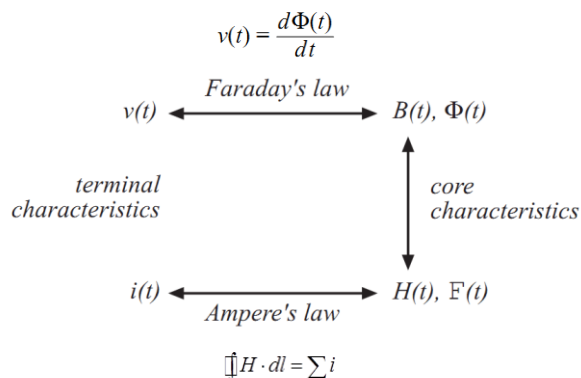 v(t) = dΦ(t)/dt
Faraday's law
v(t) B(t), Φ(t)
terminal characteristics
core characteristics
i(t) H(t), F(t)
Ampere's law
H · dl = ∑ i